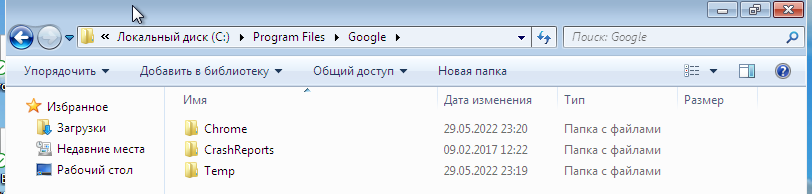 « Локальный диск (C:) ▸ Program Files ▸ Google ▸ Поиск: Google
Упорядочить ▾ Добавить в библиотеку ▾ Общий доступ ▾ Новая папка
Избранное
Загрузки
Недавние места
Рабочий стол
Имя Дата изменения Тип Размер
Chrome 29.05.2022 23:20 Папка с файлами
CrashReports 09.02.2017 12:22 Папка с файлами
Temp 29.05.2022 23:19 Папка с файлами